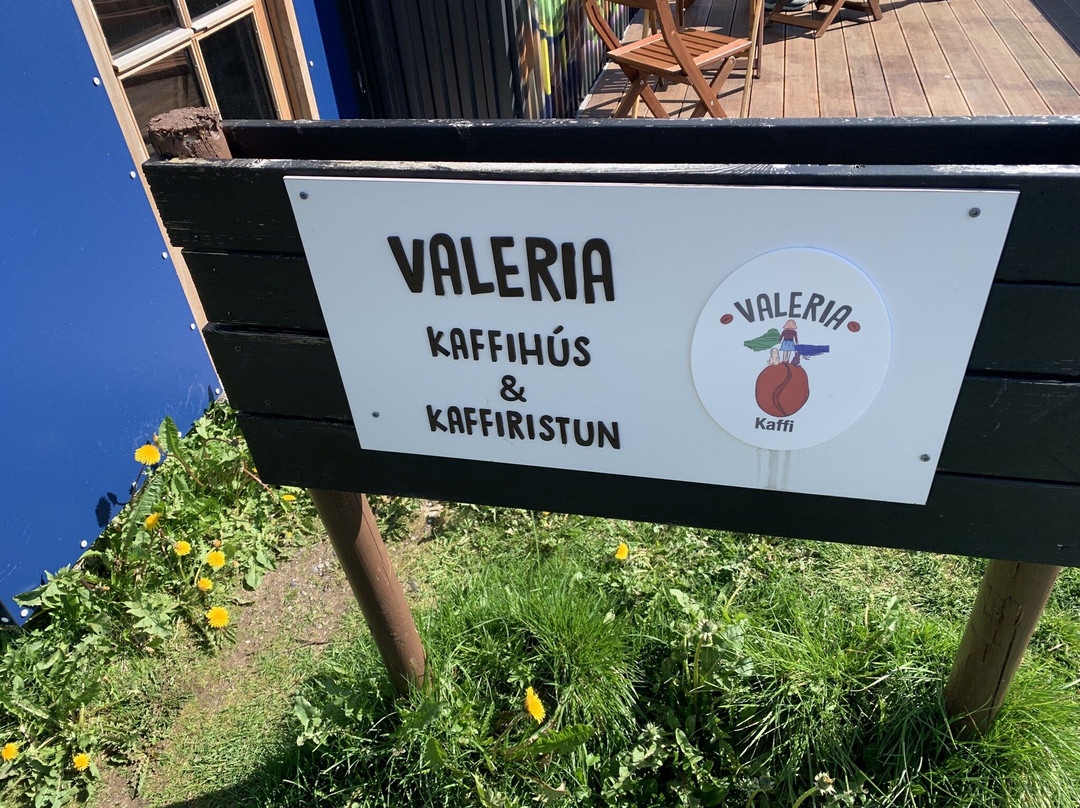 VALERIA
KAFFIHÚS
&
KAFFIRISTUN
VALERIA
Kaffi